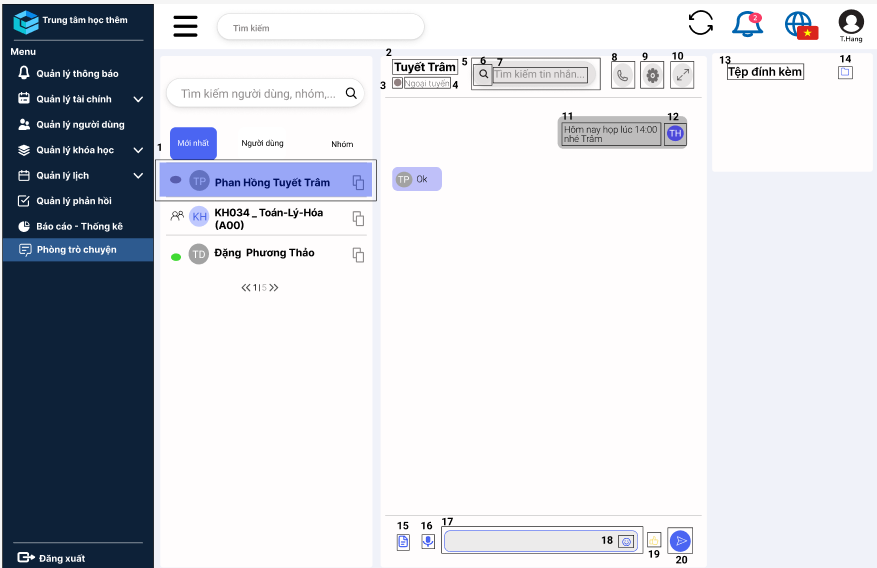 Trung tâm học thêm
Menu
Quản lý thông báo
Quản lý tài chính
Quản lý người dùng
Quản lý khóa học
Quản lý lịch
Quản lý phản hồi
Báo cáo - Thống kê
Phòng trò chuyện
Đăng xuất
Tìm kiếm
2
T.Hang
Tìm kiếm người dùng, nhóm,...
1
Mới nhất
Người dùng
Nhóm
TP
Phan Hồng Tuyết Trâm
KH
KH034 _ Toán-Lý-Hóa
(A00)
TD
Đặng Phương Thảo
1|5
2
Tuyết Trâm
3
Ngoại tuyến
4
5
6
7
Tìm kiếm tin nhắn...
8
9
10
11
Hôm nay họp lúc 14:00
nhé Trâm
12
TH
TP
Ok
13
Tệp đính kèm
14
15
16
17
18
19
20